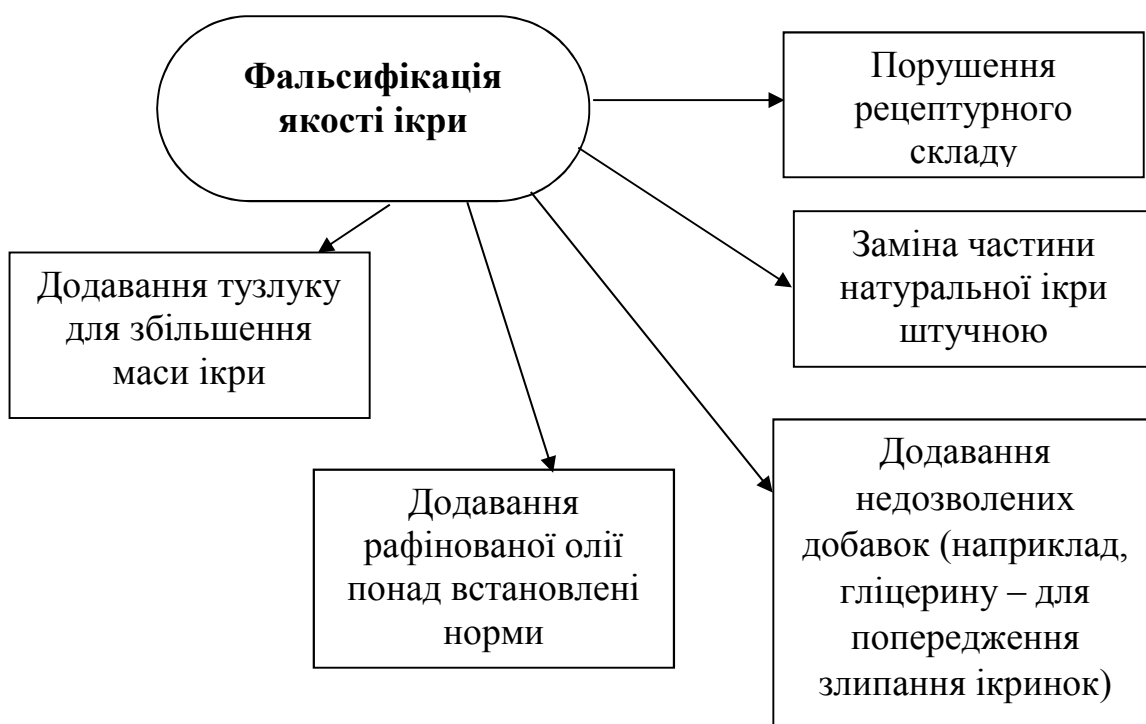 Фальсифікація
якості ікри
Порушення
рецептурного
складу
Заміна частини
натуральної ікри
штучною
Додавання тузлуку
для збільшення
маси ікри
Додавання
рафінованої олії
понад встановлені
норми
Додавання
недозволених
добавок (наприклад,
гліцерину – для
попередження
злипання ікринок)